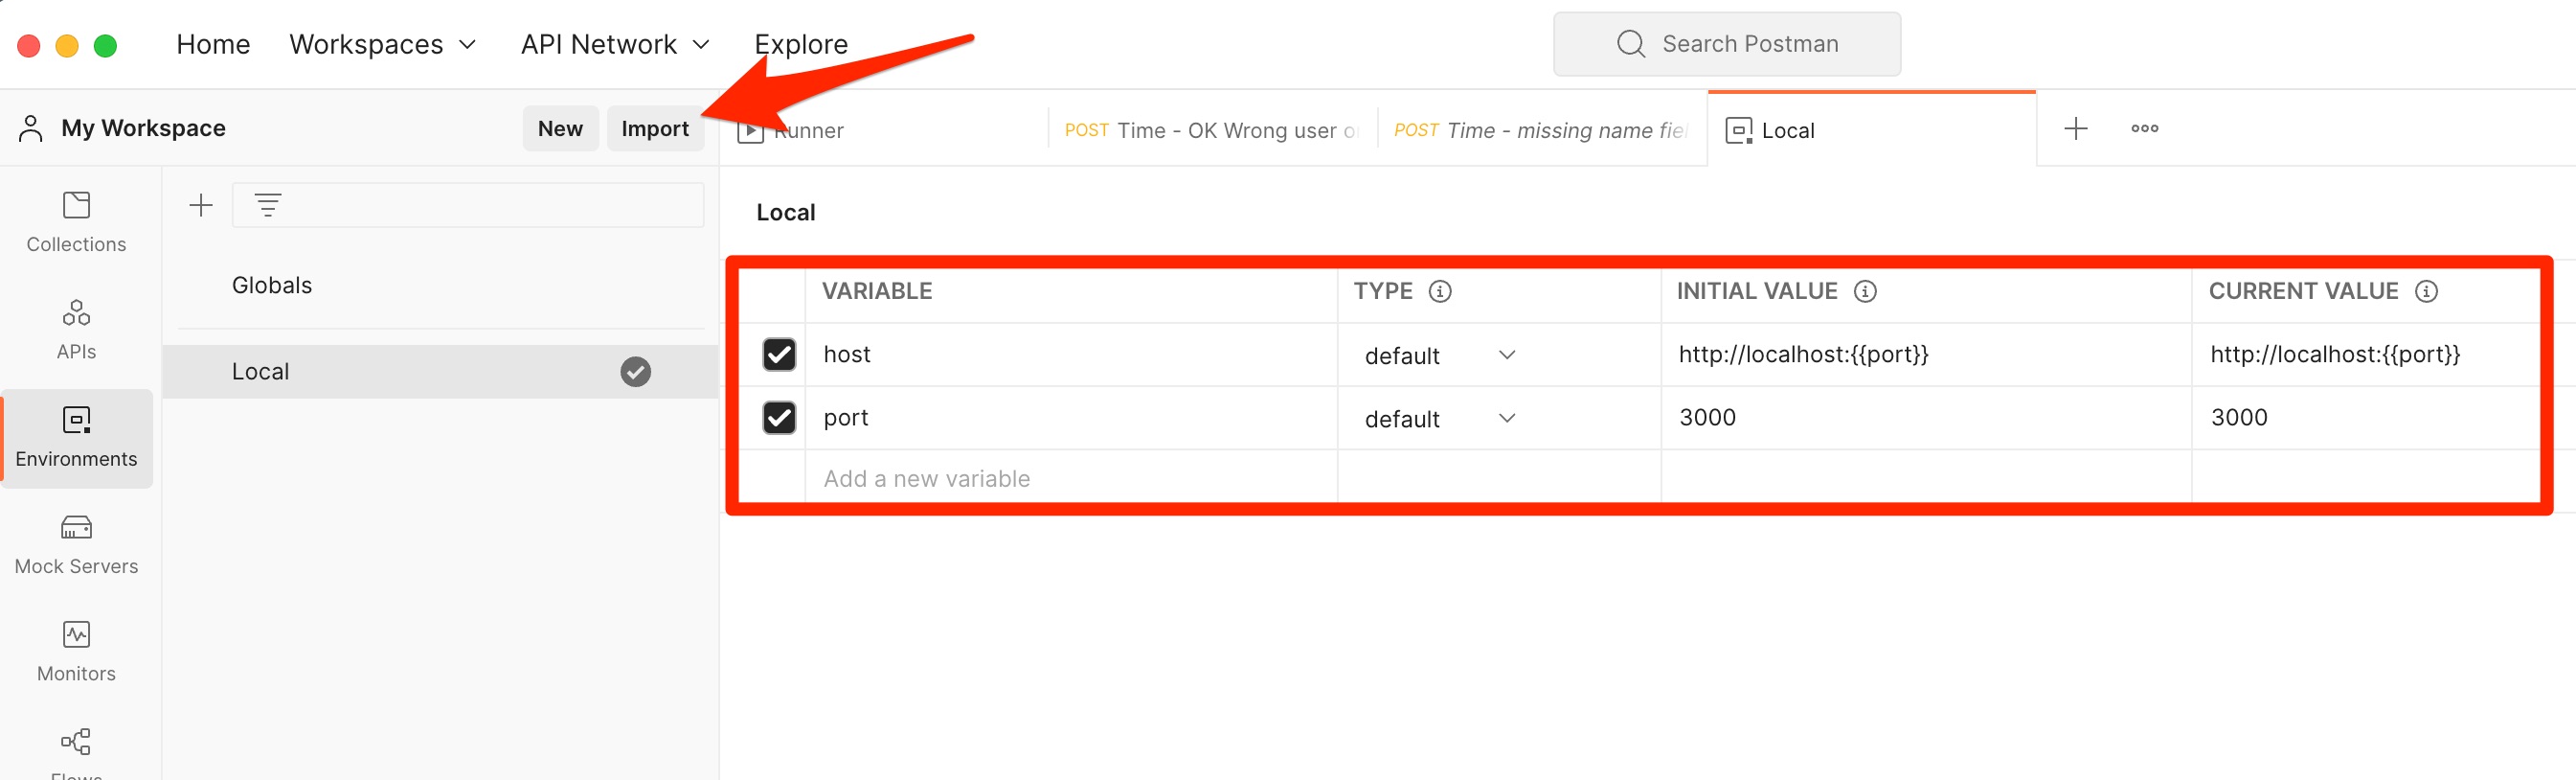 Home Workspaces API Network Explore Search Postman
My Workspace New Import
Runner POST Time - OK Wrong user POST Time - missing name Local
Local
Collections
APIs
Environments
Mock Servers
Monitors
Flows
Globals
Local
VARIABLE TYPE INITIAL VALUE CURRENT VALUE
host default http://localhost:{{port}} http://localhost:{{port}}
port default 3000 3000
Add a new variable